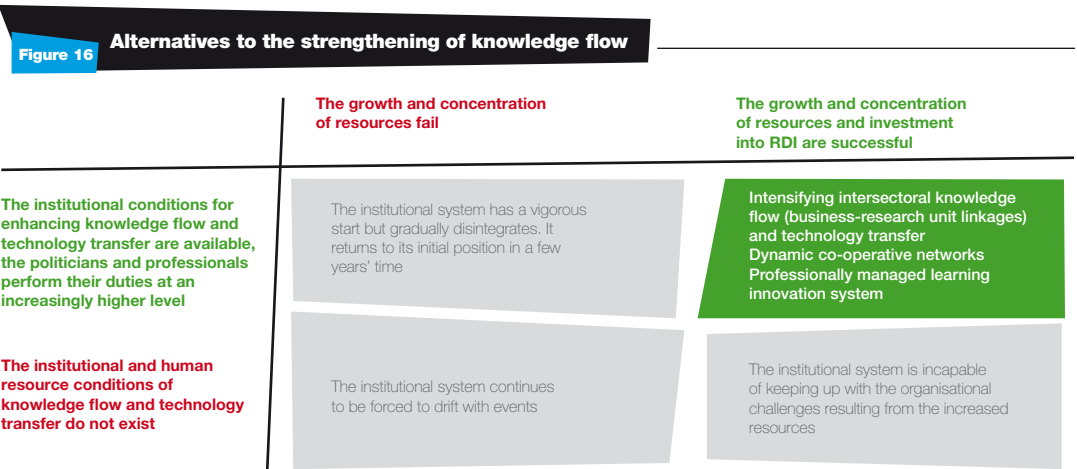 Figure 16
Alternatives to the strengthening of knowledge flow
The growth and concentration
of resources fail
The growth and concentration
of resources and investment
into RDI are successful
The institutional conditions for
enhancing knowledge flow and
technology transfer are available,
the politicians and professionals
perform their duties at an
increasingly higher level
The institutional system has a vigorous
start but gradually disintegrates. It
returns to its initial position in a few
years' time
Intensifying intersectoral knowledge
flow (business-research unit linkages)
and technology transfer
Dynamic co-operative networks
Professionally managed learning
innovation system
The institutional and human
resource conditions of
knowledge flow and technology
transfer do not exist
The institutional system continues
to be forced to drift with events
The institutional system is incapable
of keeping up with the organisational
challenges resulting from the increased
resources